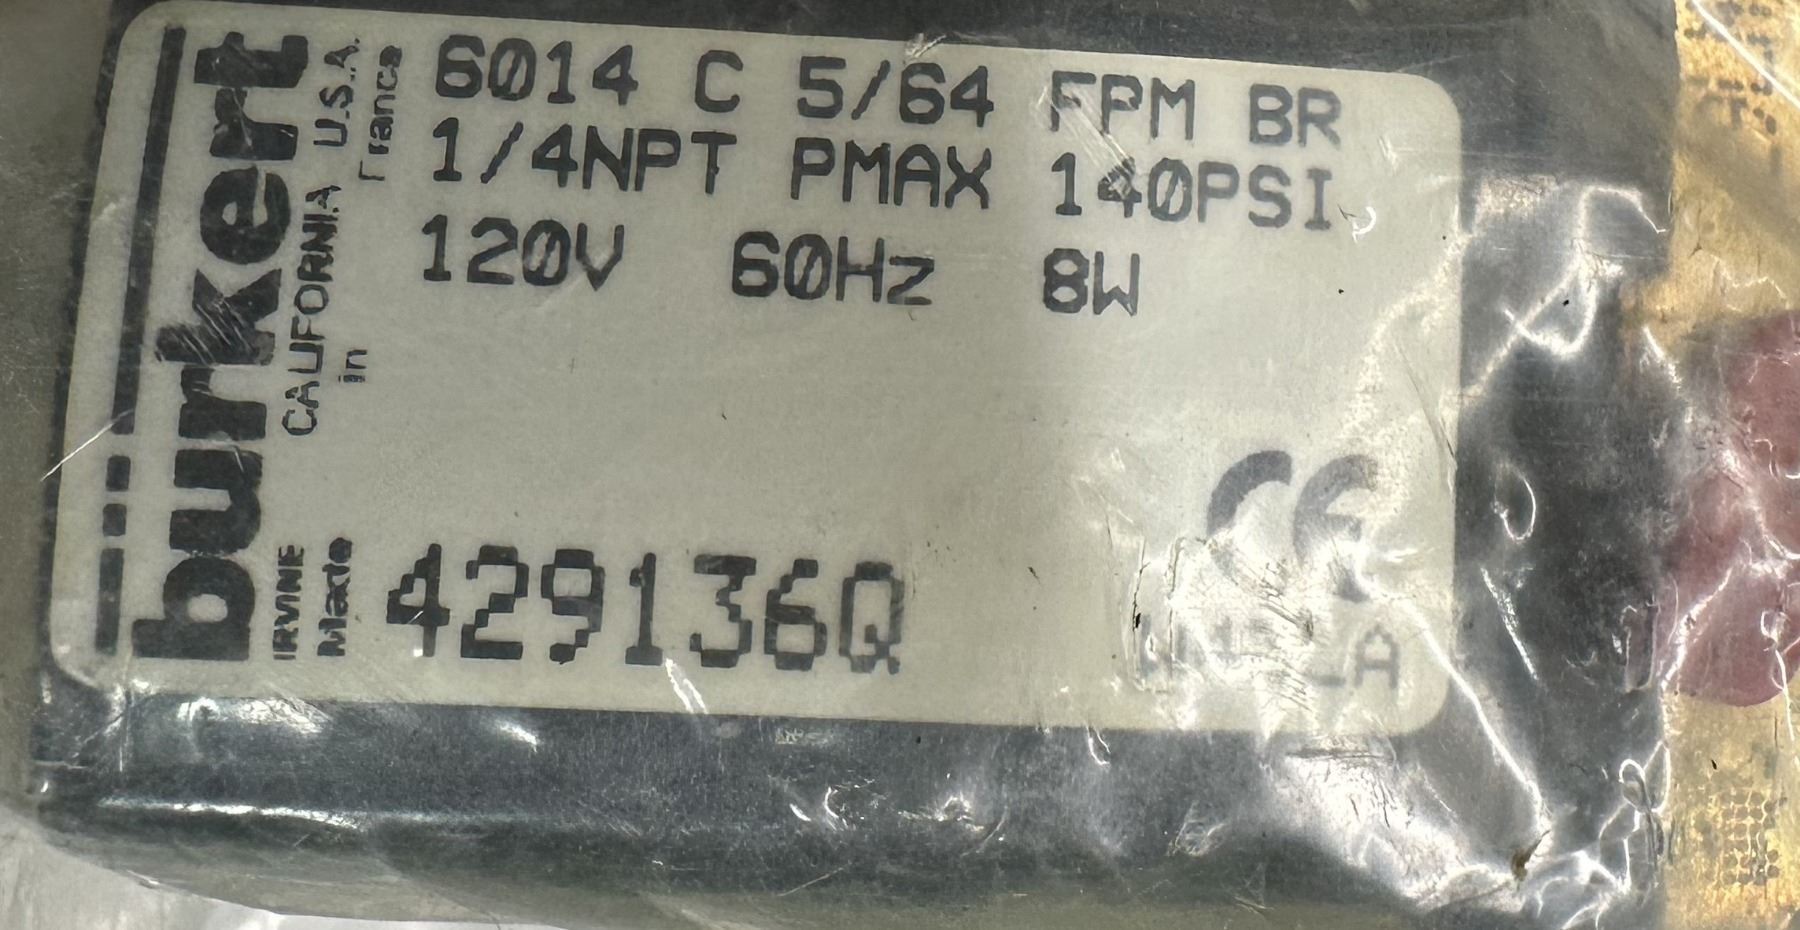 burkert
IRVINE CALIFORNIA U.S.A.
Made in France
6014 C 5/64 FPM BR
1/4NPT PMAX 140PSI
120V 60Hz 8W
429136Q
CE